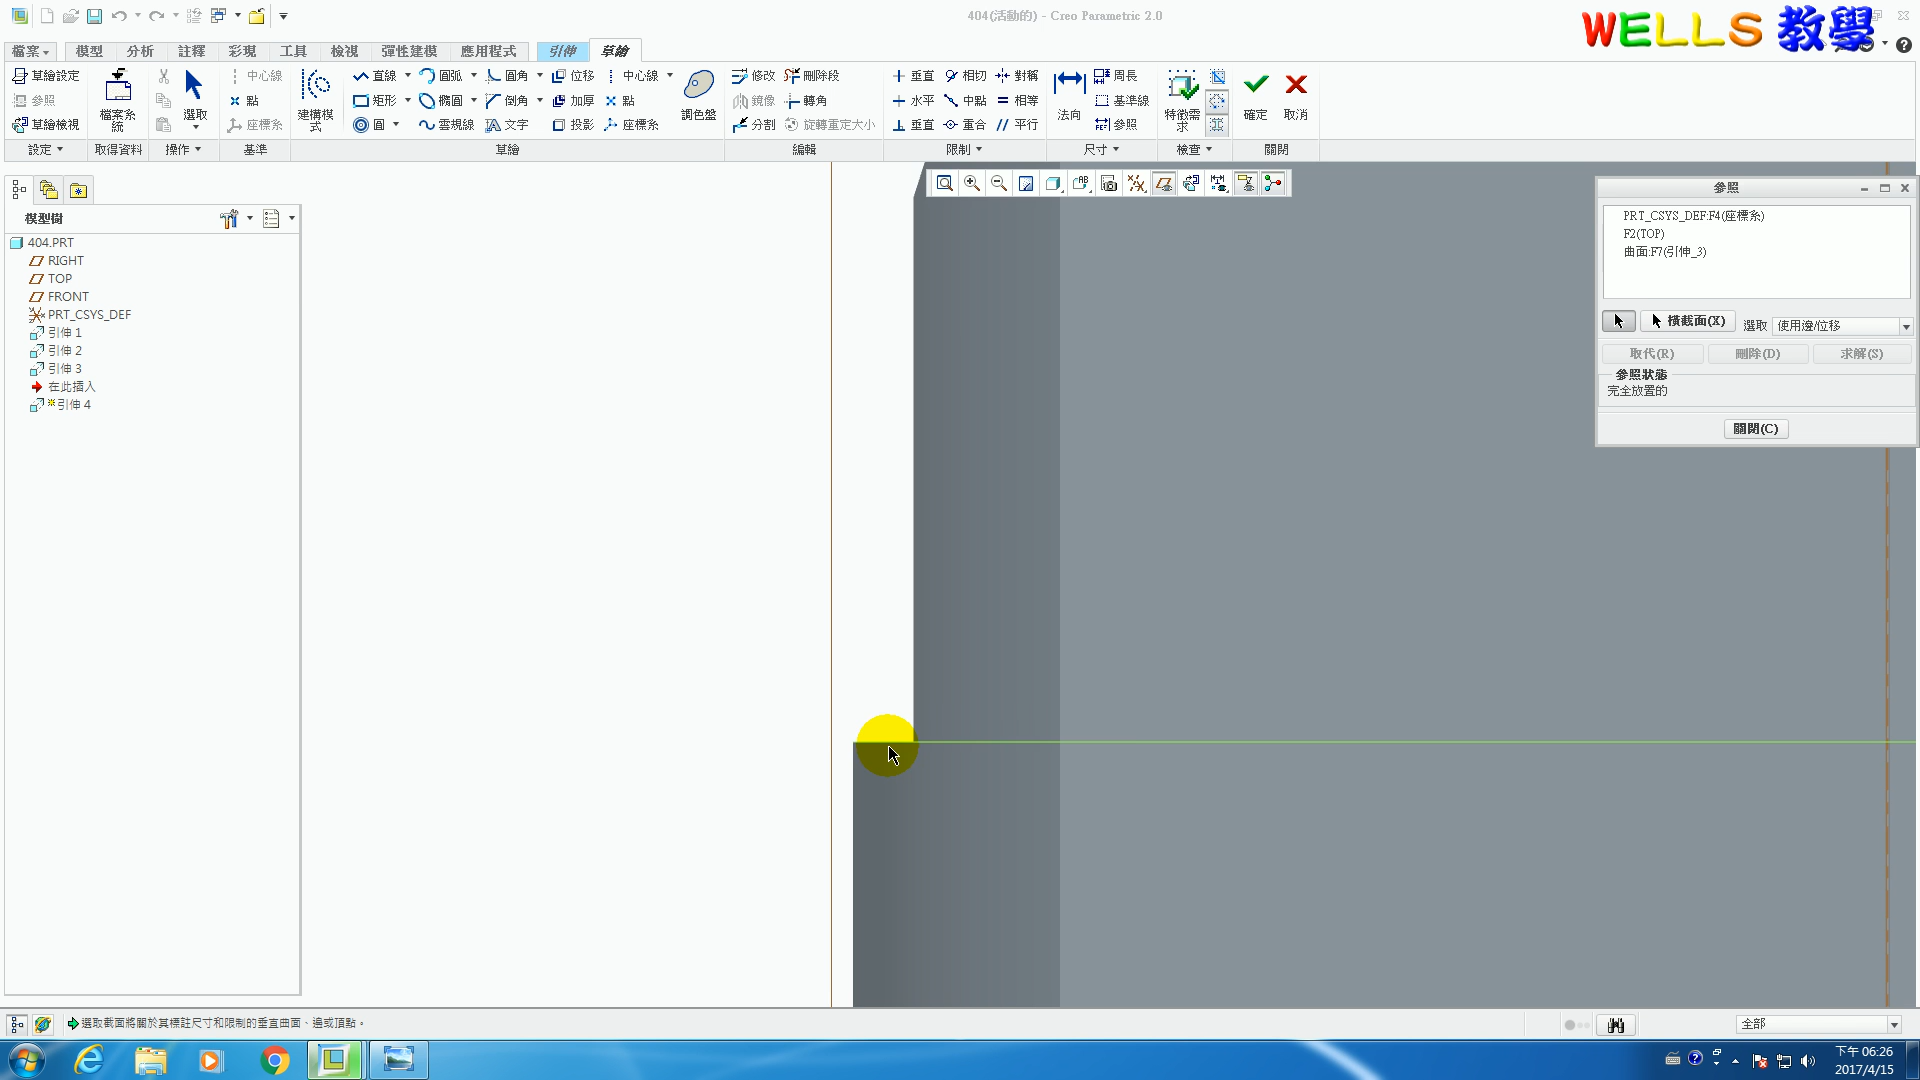 404(活動的) - Creo Parametric 2.0
WELLS 教學
檔案 模型 分析 註釋 彩現 工具 檢視 彈性建模 應用程式 引伸 草繪
草繪設定 中心線 直線 圓弧 圓角 位移 中心線 修改 刪除段 垂直 相切 對稱 周長
參照 點 矩形 橢圓 倒角 加厚 點 鏡像 轉角 水平 中點 相等 基準線
草繪檢視 座標系 圓 雲規線 文字 投影 座標系 分割 旋轉重定大小 垂直 重合 平行 參照
檔案系統 選取 建構模式 調色盤 法向 特徵需求 確定 取消
設定 取得資料 操作 基準 草繪 編輯 限制 尺寸 檢查 關閉
模型樹
404.PRT
RIGHT
TOP
FRONT
PRT_CSYS_DEF
引伸 1
引伸 2
引伸 3
在此插入
引伸 4
參照
PRT_CSYS_DEF:F4(座標系)
F2(TOP)
曲面:F7(引伸_3)
橫截面(X) 選取 使用邊/位移
取代(R) 刪除(D) 求解(S)
參照狀態
完全放置的
關閉(C)
選取截面將關於其標註尺寸和限制的垂直曲面、邊或頂點。
全部
下午 06:26
2017/4/15